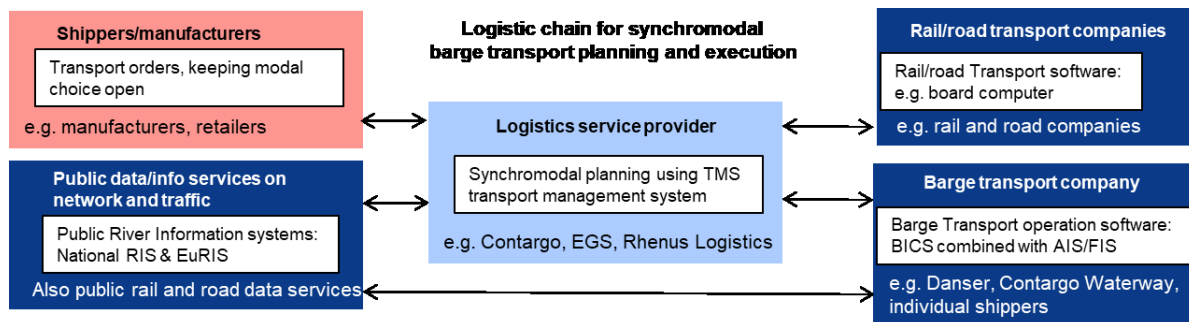 Shippers/manufacturers
Transport orders, keeping modal
choice open
e.g. manufacturers, retailers
Public data/info services on
network and traffic
Public River Information systems:
National RIS & EuRIS
Also public rail and road data services
Logistic chain for synchromodal
barge transport planning and execution
Logistics service provider
Synchromodal planning using TMS
transport management system
e.g. Contargo, EGS, Rhenus Logistics
Rail/road transport companies
Rail/road Transport software:
e.g. board computer
e.g. rail and road companies
Barge transport company
Barge Transport operation software:
BICS combined with AIS/FIS
e.g. Danser, Contargo Waterway,
individual shippers